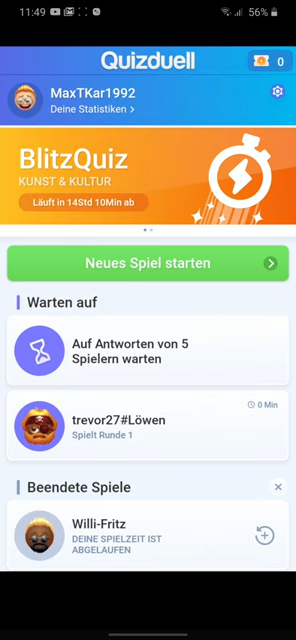 11:49
56%
Quizduell
0
MaxTKar1992
Deine Statistiken >
BlitzQuiz
KUNST & KULTUR
Läuft in 14Std 10Min ab
Neues Spiel starten
Warten auf
Auf Antworten von 5
Spielern warten
0 Min
trevor27#Löwen
Spielt Runde 1
Beendete Spiele
Willi-Fritz
DEINE SPIELZEIT IST
ABGELAUFEN